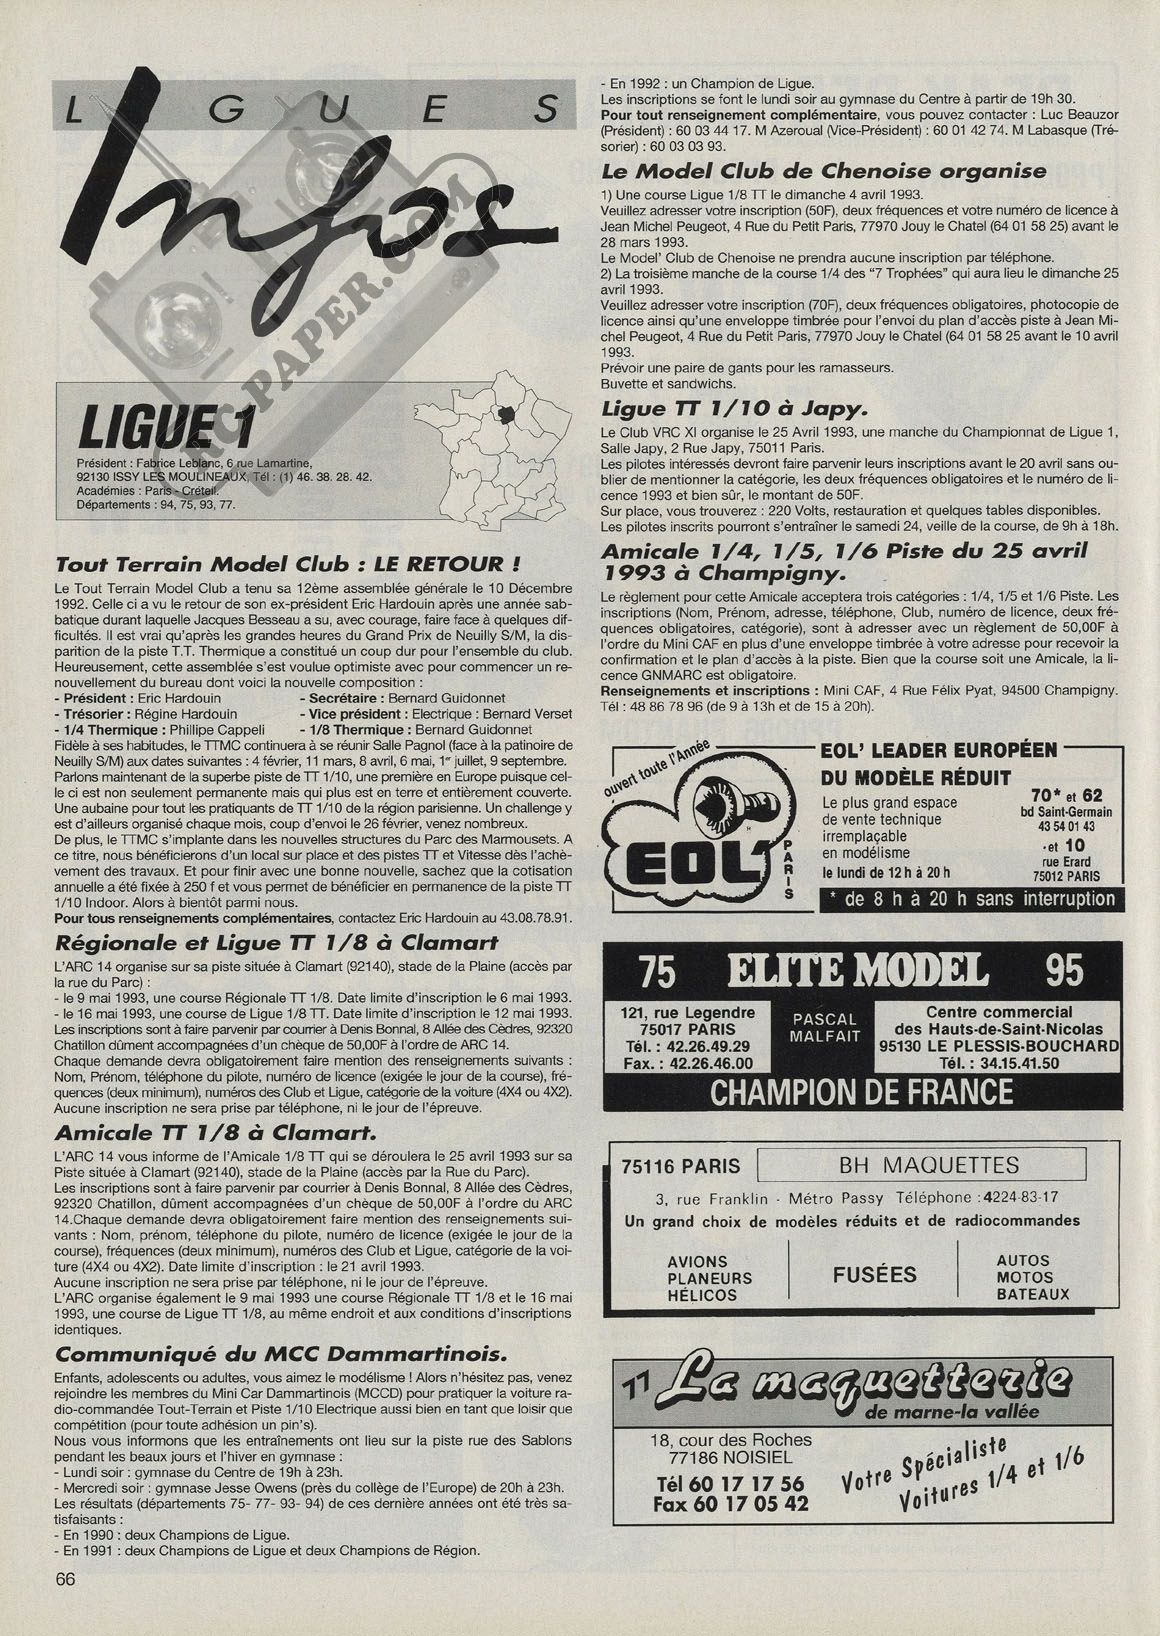 LIGUES
Infos
LIGUE 1
Président : Fabrice Leblanc, 6 rue Lamartine,
92130 ISSY LES MOULINEAUX, Tél : (1) 46. 38. 28. 42.
Académies : Paris - Créteil.
Départements : 94, 75, 93, 77.
RC-PAPER.COM
Tout Terrain Model Club : LE RETOUR !
Le Tout Terrain Model Club a tenu sa 12ème assemblée générale le 10 Décembre
1992. Celle ci a vu le retour de son ex-président Eric Hardouin après une année sab-
batique durant laquelle Jacques Besseau a su, avec courage, faire face à quelques dif-
ficultés. Il est vrai qu'après les grandes heures du Grand Prix de Neuilly S/M, la dis-
parition de la piste T.T. Thermique a constitué un coup dur pour l'ensemble du club.
Heureusement, cette assemblée s'est voulue optimiste avec pour commencer un re-
nouvellement du bureau dont voici la nouvelle composition :
- Président : Eric Hardouin - Secrétaire : Bernard Guidonnet
- Trésorier : Régine Hardouin - Vice président : Electrique : Bernard Verset
- 1/4 Thermique : Phillipe Cappeli - 1/8 Thermique : Bernard Guidonnet
Fidèle à ses habitudes, le TTMC continuera à se réunir Salle Pagnol (face à la patinoire de
Neuilly S/M) aux dates suivantes : 4 février, 11 mars, 8 avril, 6 mai, 1er juillet, 9 septembre.
Parlons maintenant de la superbe piste de TT 1/10, une première en Europe puisque cel-
le ci est non seulement permanente mais qui plus est en terre et entièrement couverte.
Une aubaine pour tout les pratiquants de TT 1/10 de la région parisienne. Un challenge y
est d'ailleurs organisé chaque mois, coup d'envoi le 26 février, venez nombreux.
De plus, le TTMC s'implante dans les nouvelles structures du Parc des Marmousets. A
ce titre, nous bénéficierons d'un local sur place et des pistes TT et Vitesse dès l'achè-
vement des travaux. Et pour finir avec une bonne nouvelle, sachez que la cotisation
annuelle a été fixée à 250 f et vous permet de bénéficier en permanence de la piste TT
1/10 Indoor. Alors à bientôt parmi nous.
Pour tous renseignements complémentaires, contactez Eric Hardouin au 43.08.78.91.
Régionale et Ligue TT 1/8 à Clamart
L'ARC 14 organise sur sa piste située à Clamart (92140), stade de la Plaine (accès par
la rue du Parc) :
- le 9 mai 1993, une course Régionale TT 1/8. Date limite d'inscription le 6 mai 1993.
- le 16 mai 1993, une course de Ligue 1/8 TT. Date limite d'inscription le 12 mai 1993.
Les inscriptions sont à faire parvenir par courrier à Denis Bonnal, 8 Allée des Cèdres, 92320
Chatillon dûment accompagnées d'un chèque de 50,00F à l'ordre de ARC 14.
Chaque demande devra obligatoirement faire mention des renseignements suivants :
Nom, Prénom, téléphone du pilote, numéro de licence (exigée le jour de la course), fré-
quences (deux minimum), numéros des Club et Ligue, catégorie de la voiture (4X4 ou 4X2).
Aucune inscription ne sera prise par téléphone, ni le jour de l'épreuve.
Amicale TT 1/8 à Clamart.
L'ARC 14 vous informe de l'Amicale 1/8 TT qui se déroulera le 25 avril 1993 sur sa
Piste située à Clamart (92140), stade de la Plaine (accès par la Rue du Parc).
Les inscriptions sont à faire parvenir par courrier à Denis Bonnal, 8 Allée des Cèdres,
92320 Chatillon, dûment accompagnées d'un chèque de 50,00F à l'ordre du ARC
14.Chaque demande devra obligatoirement faire mention des renseignements sui-
vants : Nom, prénom, téléphone du pilote, numéro de licence (exigée le jour de la
course), fréquences (deux minimum), numéros des Club et Ligue, catégorie de la voi-
ture (4X4 ou 4X2). Date limite d'inscription : le 21 avril 1993.
Aucune inscription ne sera prise par téléphone, ni le jour de l'épreuve.
L'ARC organise également le 9 mai 1993 une course Régionale TT 1/8 et le 16 mai
1993, une course de Ligue TT 1/8, au même endroit et aux conditions d'inscriptions
identiques.
Communiqué du MCC Dammartinois.
Enfants, adolescents ou adultes, vous aimez le modélisme ! Alors n'hésitez pas, venez
rejoindre les membres du Mini Car Dammartinois (MCCD) pour pratiquer la voiture ra-
dio-commandée Tout-Terrain et Piste 1/10 Electrique aussi bien en tant que loisir que
compétition (pour toute adhésion un pin's).
Nous vous informons que les entraînements ont lieu sur la piste rue des Sablons
pendant les beaux jours et l'hiver en gymnase :
- Lundi soir : gymnase du Centre de 19h à 23h.
- Mercredi soir : gymnase Jesse Owens (près du collège de l'Europe) de 20h à 23h.
Les résultats (départements 75- 77- 93- 94) de ces dernière années ont été très sa-
tisfaisants :
- En 1990 : deux Champions de Ligue.
- En 1991 : deux Champions de Ligue et deux Champions de Région.
66
- En 1992 : un Champion de Ligue.
Les inscriptions se font le lundi soir au gymnase du Centre à partir de 19h 30.
Pour tout renseignement complémentaire, vous pouvez contacter : Luc Beauzor
(Président) : 60 03 44 17. M Azeroual (Vice-Président) : 60 01 42 74. M Labasque (Tré-
sorier) : 60 03 03 93.
Le Model Club de Chenoise organise
1) Une course Ligue 1/8 TT le dimanche 4 avril 1993.
Veuillez adresser votre inscription (50F), deux fréquences et votre numéro de licence à
Jean Michel Peugeot, 4 Rue du Petit Paris, 77970 Jouy le Chatel (64 01 58 25) avant le
28 mars 1993.
Le Model' Club de Chenoise ne prendra aucune inscription par téléphone.
2) La troisième manche de la course 1/4 des "7 Trophées" qui aura lieu le dimanche 25
avril 1993.
Veuillez adresser votre inscription (70F), deux fréquences obligatoires, photocopie de
licence ainsi qu'une enveloppe timbrée pour l'envoi du plan d'accès piste à Jean Mi-
chel Peugeot, 4 Rue du Petit Paris, 77970 Jouy le Chatel (64 01 58 25 avant le 10 avril
1993.
Prévoir une paire de gants pour les ramasseurs.
Buvette et sandwichs.
Ligue TT 1/10 à Japy.
Le Club VRC XI organise le 25 Avril 1993, une manche du Championnat de Ligue 1,
Salle Japy, 2 Rue Japy, 75011 Paris.
Les pilotes intéressés devront faire parvenir leurs inscriptions avant le 20 avril sans ou-
blier de mentionner la catégorie, les deux fréquences obligatoires et le numéro de li-
cence 1993 et bien sûr, le montant de 50F.
Sur place, vous trouverez : 220 Volts, restauration et quelques tables disponibles.
Les pilotes inscrits pourront s'entraîner le samedi 24, veille de la course, de 9h à 18h.
Amicale 1/4, 1/5, 1/6 Piste du 25 avril
1993 à Champigny.
Le règlement pour cette Amicale acceptera trois catégories : 1/4, 1/5 et 1/6 Piste. Les
inscriptions (Nom, Prénom, adresse, téléphone, Club, numéro de licence, deux fré-
quences obligatoires, catégorie), sont à adresser avec un règlement de 50,00F à
l'ordre du Mini CAF en plus d'une enveloppe timbrée à votre adresse pour recevoir la
confirmation et le plan d'accès à la piste. Bien que la course soit une Amicale, la li-
cence GNMARC est obligatoire.
Renseignements et inscriptions : Mini CAF, 4 Rue Félix Pyat, 94500 Champigny.
Tél : 48 86 78 96 (de 9 à 13h et de 15 à 20h).
ouvert toute l'Année
EOL'
PARIS
EOL' LEADER EUROPÉEN
DU MODÈLE RÉDUIT
Le plus grand espace
de vente technique
irremplaçable
en modélisme
le lundi de 12 h à 20 h
70* et 62
bd Saint-Germain
43 54 01 43
et 10
rue Erard
75012 PARIS
* de 8 h à 20 h sans interruption
75 ELITE MODEL 95
121, rue Legendre
75017 PARIS
Tél. : 42.26.49.29
Fax. : 42.26.46.00
PASCAL
MALFAIT
Centre commercial
des Hauts-de-Saint-Nicolas
95130 LE PLESSIS-BOUCHARD
Tél. : 34.15.41.50
CHAMPION DE FRANCE
75116 PARIS BH MAQUETTES
3, rue Franklin - Métro Passy Téléphone :4224-83-17
Un grand choix de modèles réduits et de radiocommandes
AVIONS
PLANEURS
HÉLICOS
FUSÉES
AUTOS
MOTOS
BATEAUX
77 La maquetterie
de marne-la vallée
18, cour des Roches
77186 NOISIEL
Tél 60 17 17 56
Fax 60 17 05 42
Votre Spécialiste
Voitures 1/4 et 1/6